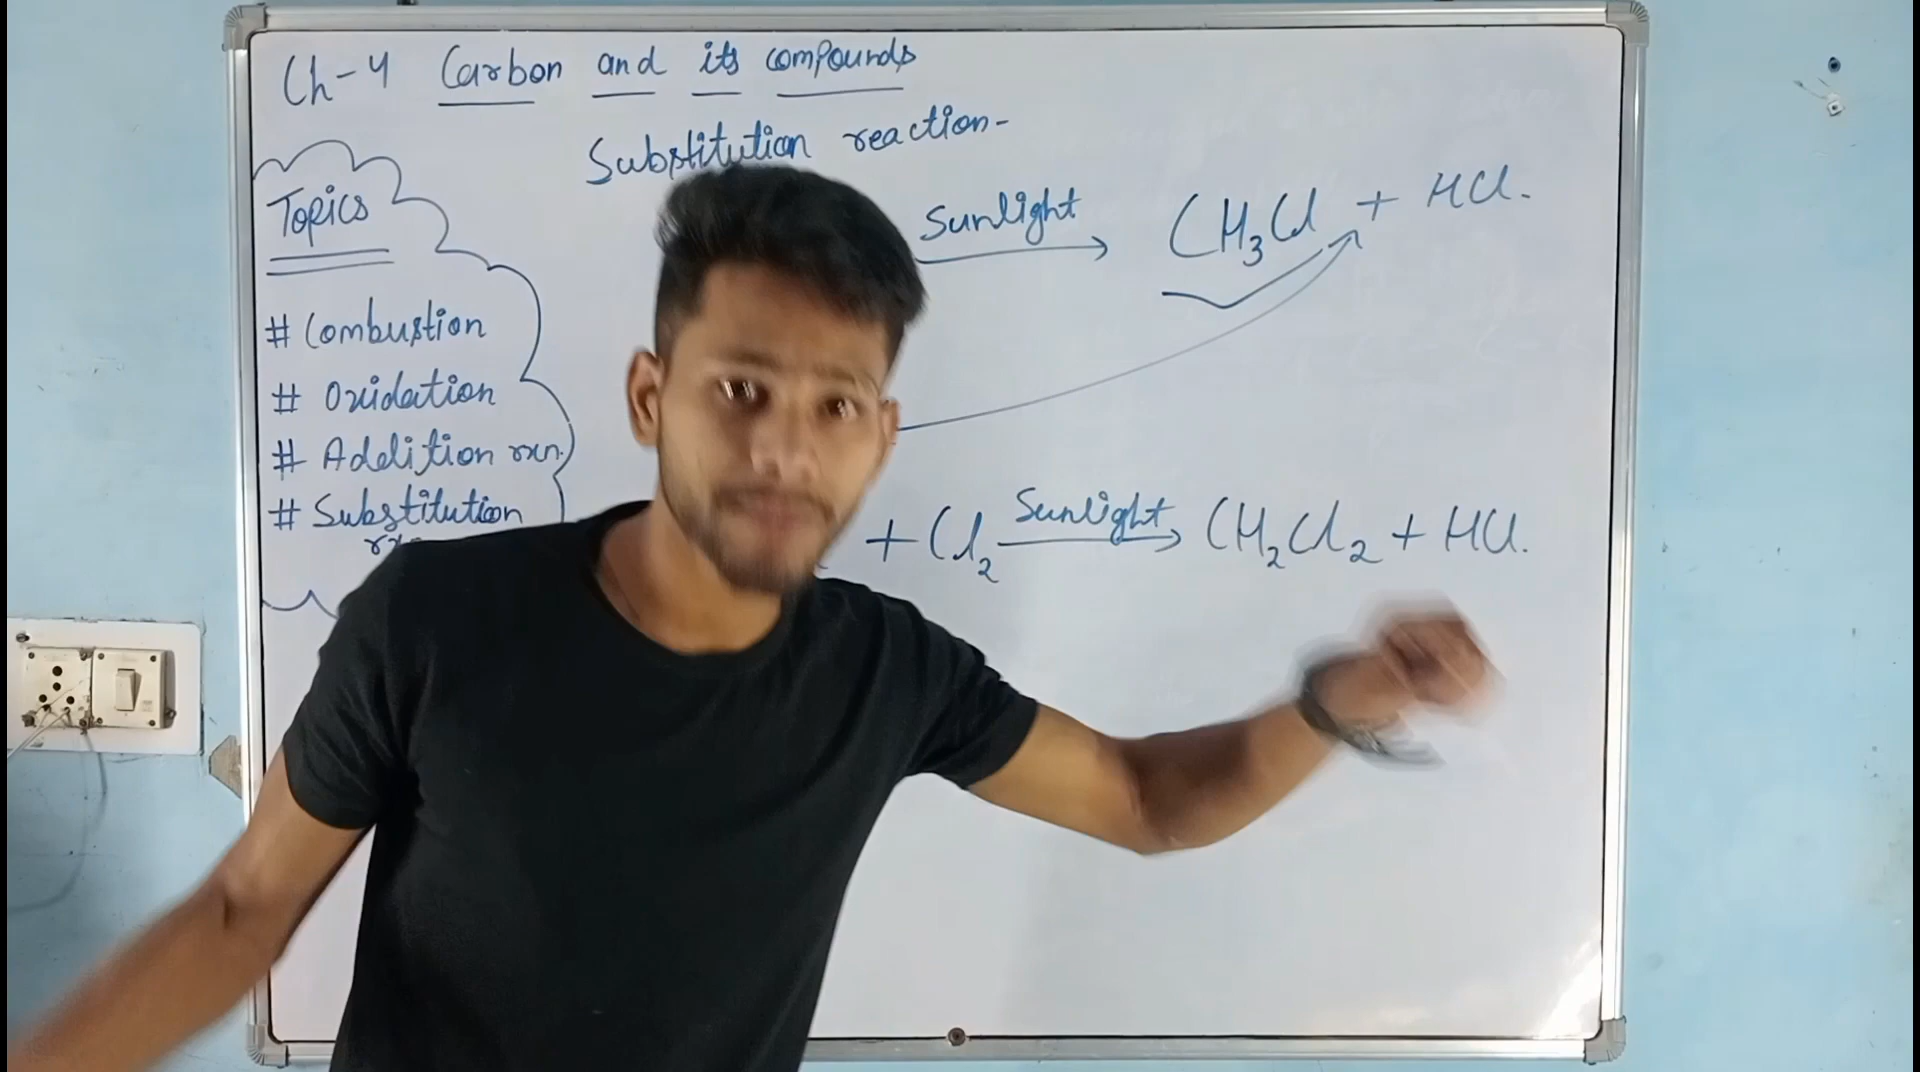 Ch-4 Carbon and its compounds
Substitution reaction-
Sunlight CH₃Cl + HCl.
Topics
# Combustion
# Oxidation
# Addition rxn.
# Substitution
+ Cl₂ Sunlight CH₂Cl₂ + HCl.